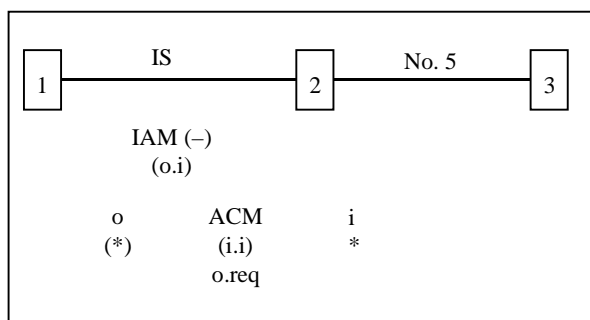 IS No. 5
1 2 3
IAM (–)
(o.i)
o ACM i
(*) (i.i) *
o.req